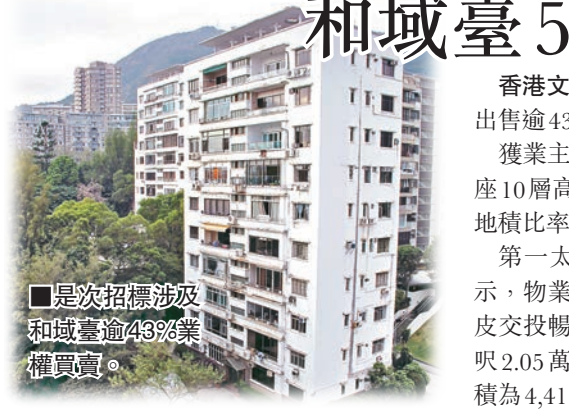 和域臺5
■是次招標涉及
和域臺逾43%業
權買賣。
香港文
出售逾43
獲業主
座10層高
地積比率
第一太
示，物業
皮交投暢
呎2.05萬
積為4,41